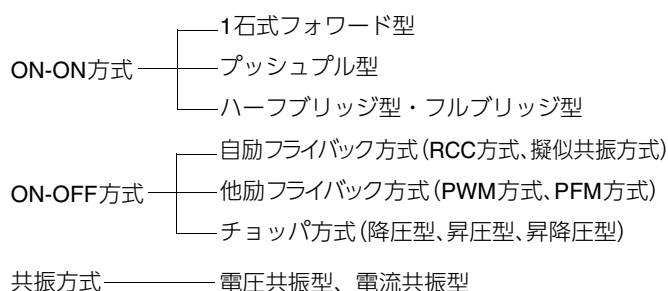 1石式フォワード型
ON-ON方式
プッシュプル型
ハーフブリッジ型・フルブリッジ型
自励フライバック方式(RCC方式、擬似共振方式)
ON-OFF方式
他励フライバック方式(PWM方式、PFM方式)
チョッパ方式(降圧型、昇圧型、昇降圧型)
共振方式
電圧共振型、電流共振型